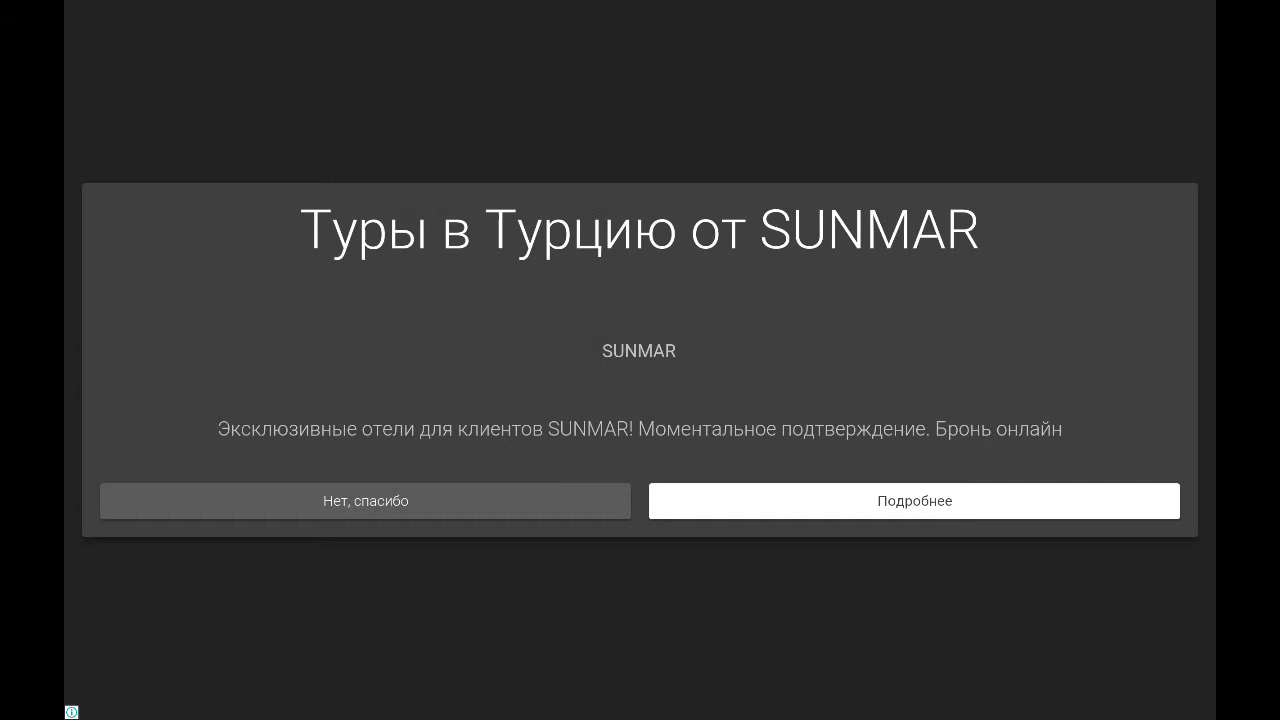 Туры в Турцию от SUNMAR
SUNMAR
Эксклюзивные отели для клиентов SUNMAR! Моментальное подтверждение. Бронь онлайн
Нет, спасибо
Подробнее